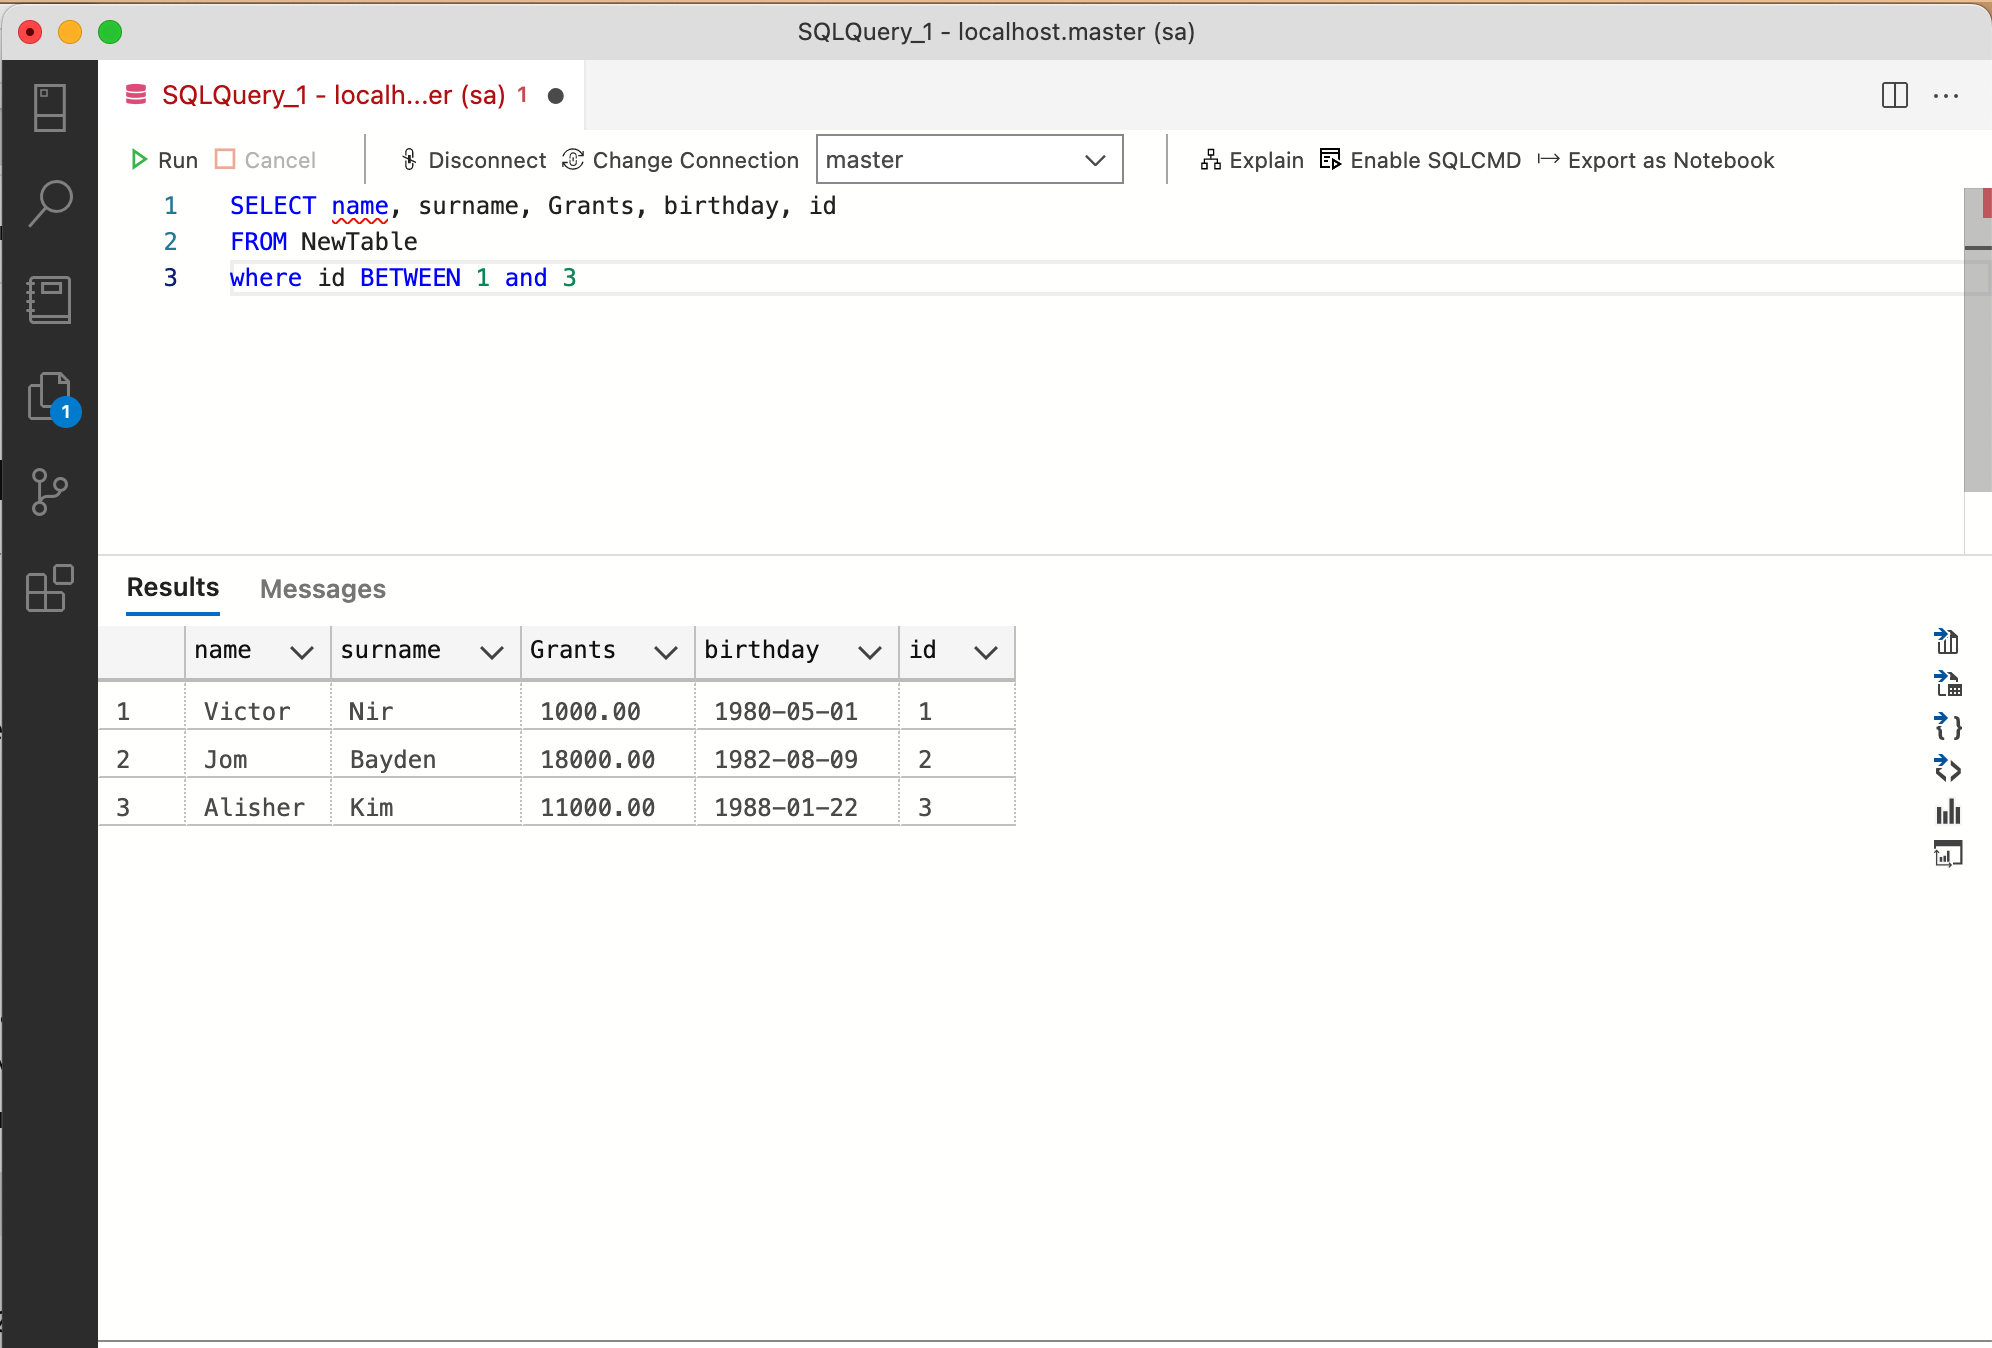 SQLQuery_1 - localhost.master (sa)
SQLQuery_1 - localh...er (sa) 1
Run Cancel Disconnect Change Connection master Explain Enable SQLCMD Export as Notebook
1 SELECT name, surname, Grants, birthday, id
2 FROM NewTable
3 where id BETWEEN 1 and 3
1
Results Messages
name surname Grants birthday id
1 Victor Nir 1000.00 1980-05-01 1
2 Jom Bayden 18000.00 1982-08-09 2
3 Alisher Kim 11000.00 1988-01-22 3